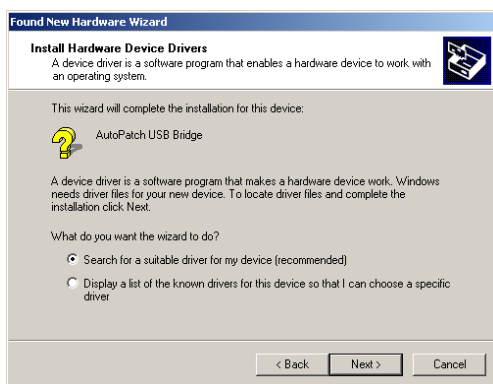 Found New Hardware Wizard
Install Hardware Device Drivers
A device driver is a software program that enables a hardware device to work with
an operating system.
This wizard will complete the installation for this device:
AutoPatch USB Bridge
A device driver is a software program that makes a hardware device work. Windows
needs driver files for your new device. To locate driver files and complete the
installation click Next.
What do you want the wizard to do?
Search for a suitable driver for my device (recommended)
Display a list of the known drivers for this device so that I can choose a specific
driver
< Back Next > Cancel